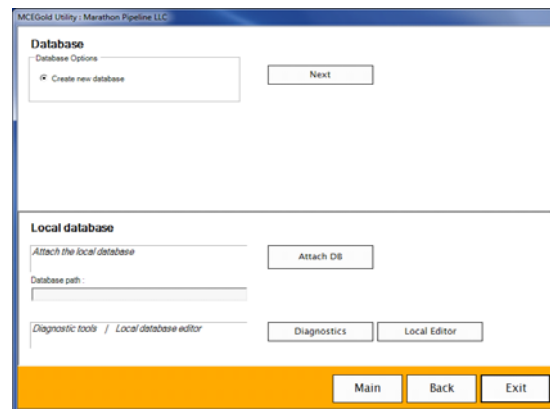 MCEGold Utility : Marathon Pipeline LLC
Database
Database Options
Create new database
Next
Local database
Attach the local database
Attach DB
Database path :
Diagnostic tools / Local database editor
Diagnostics
Local Editor
Main
Back
Exit